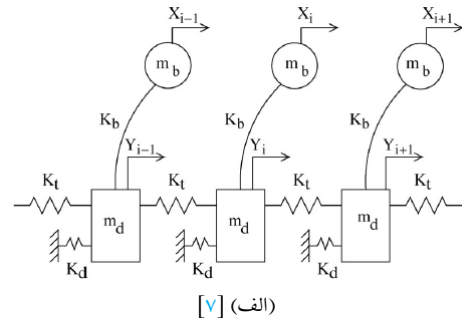 X_{i-1} X_i X_{i+1}
m_b m_b m_b
K_b K_b K_b
Y_{i-1} Y_i Y_{i+1}
K_t K_t K_t K_t
m_d m_d m_d
K_d K_d K_d
(الف) [۷]